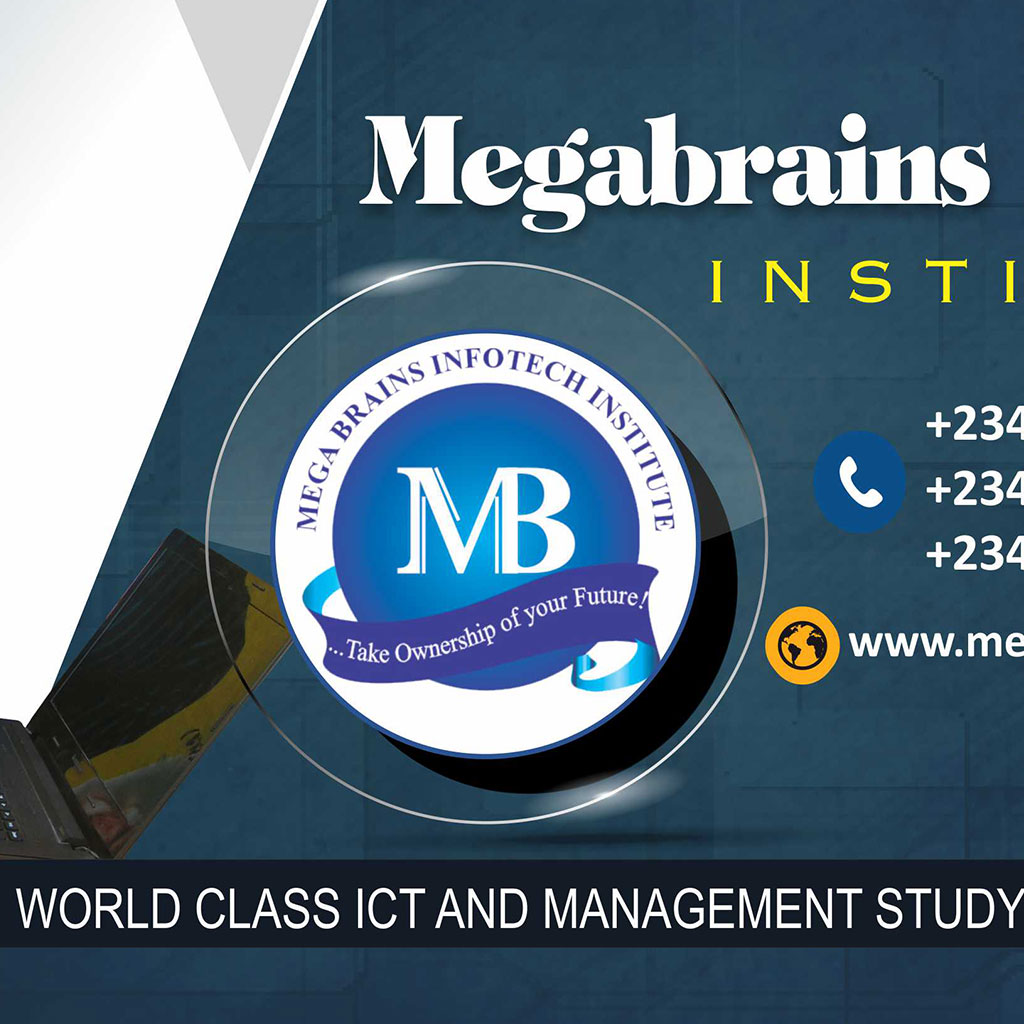 Megabrains
INSTI
MEGA BRAINS INFOTECH INSTITUTE
MB
...Take Ownership of your Future!
+234
+234
+234
www.me
WORLD CLASS ICT AND MANAGEMENT STUDY